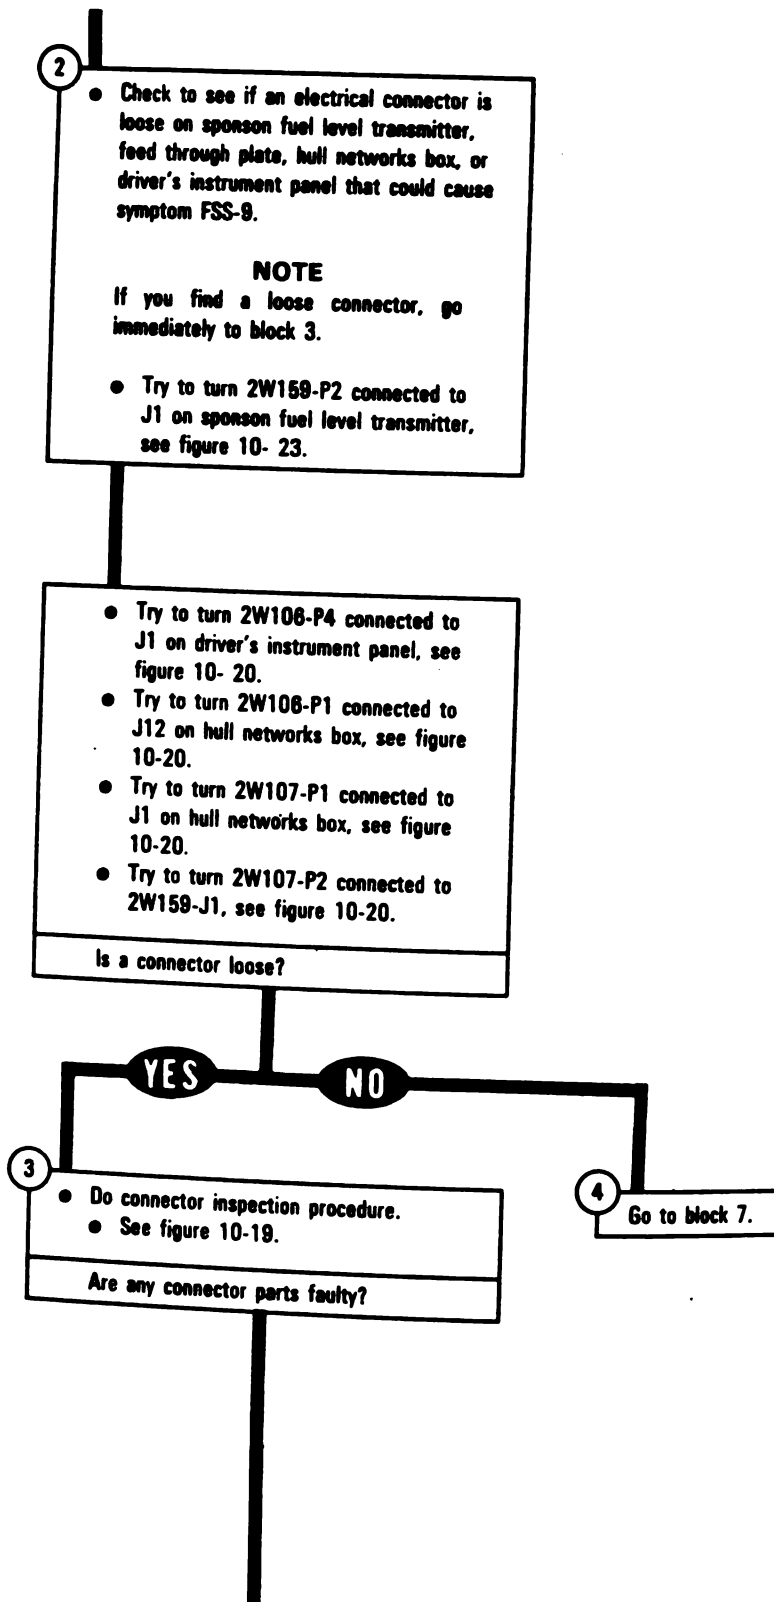 2
● Check to see if an electrical connector is
loose on sponson fuel level transmitter,
feed through plate, hull networks box, or
driver's instrument panel that could cause
symptom FSS-9.
NOTE
If you find a loose connector, go
immediately to block 3.
● Try to turn 2W159-P2 connected to
J1 on sponson fuel level transmitter,
see figure 10- 23.
● Try to turn 2W106-P4 connected to
J1 on driver's instrument panel, see
figure 10- 20.
● Try to turn 2W106-P1 connected to
J12 on hull networks box, see figure
10-20.
● Try to turn 2W107-P1 connected to
J1 on hull networks box, see figure
10-20.
● Try to turn 2W107-P2 connected to
2W159-J1, see figure 10-20.
Is a connector loose?
YES
NO
3
● Do connector inspection procedure.
● See figure 10-19.
Are any connector parts faulty?
4
Go to block 7.